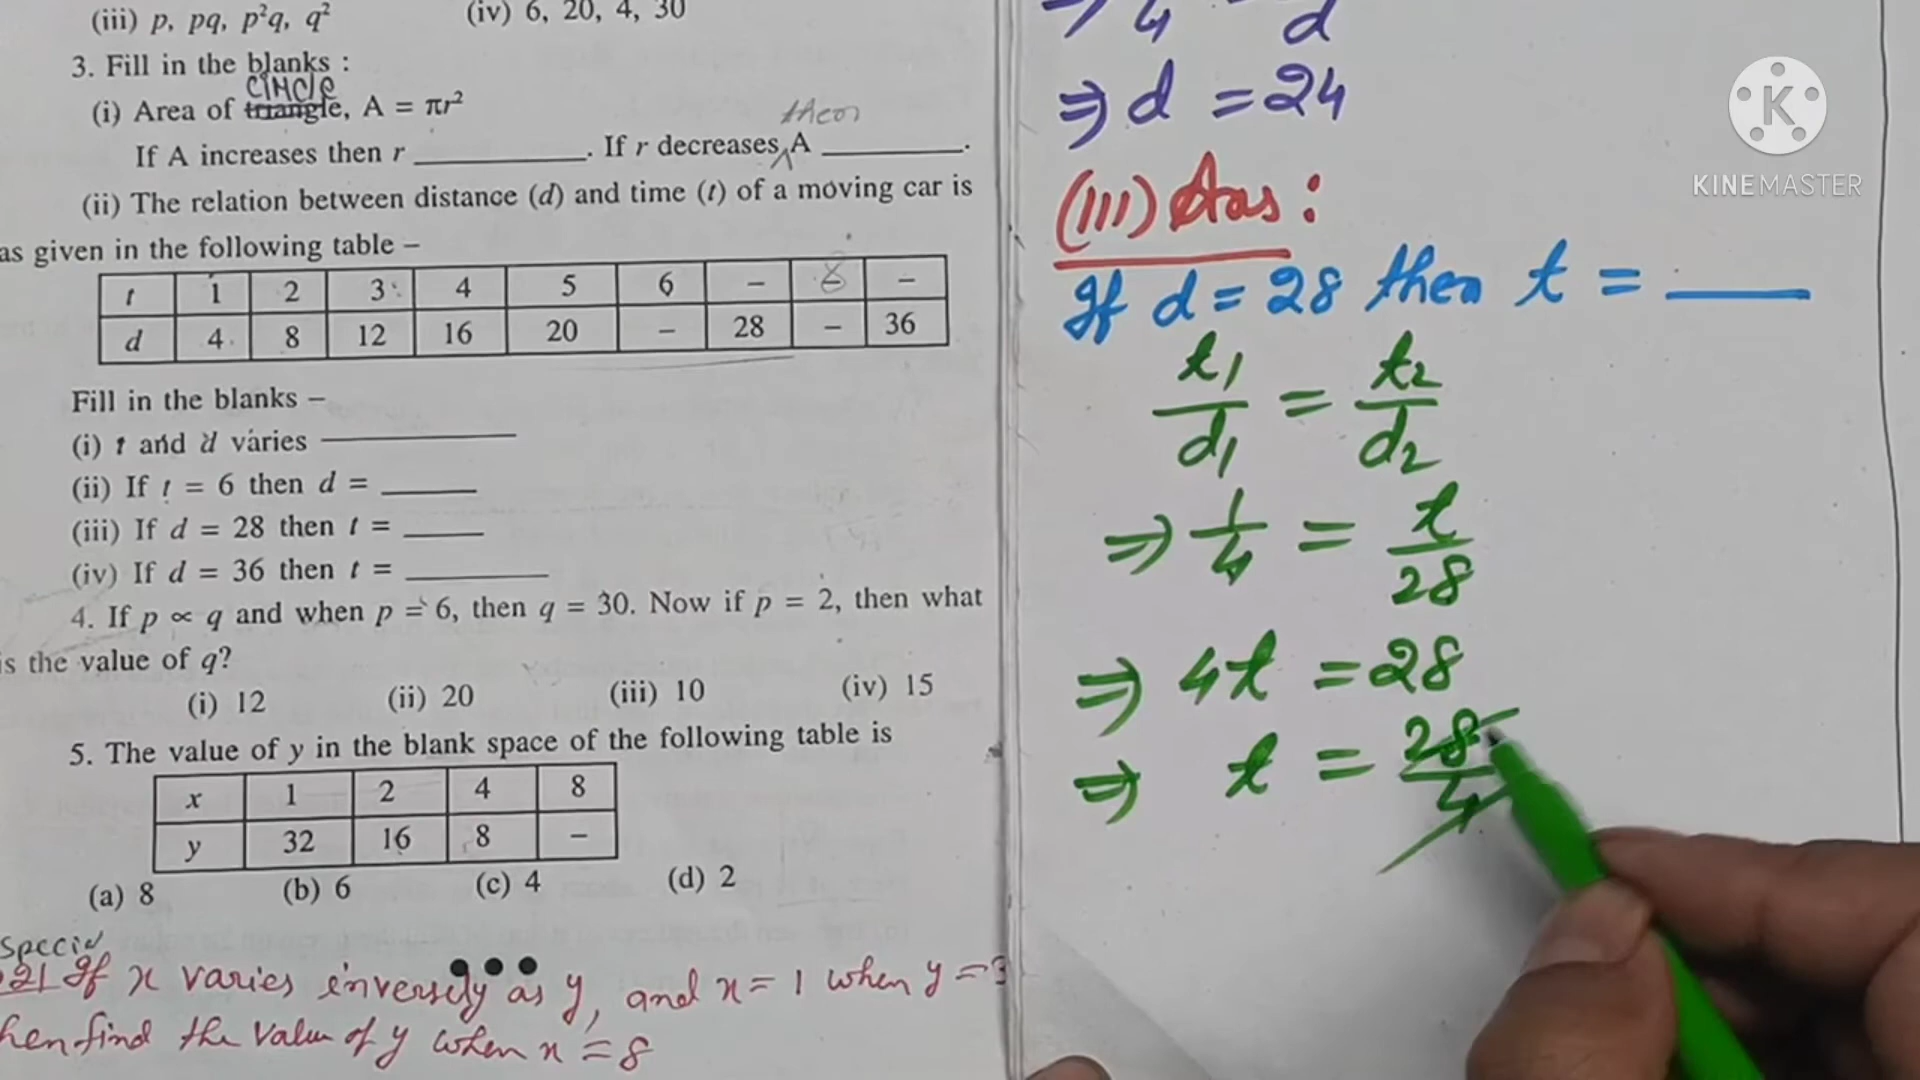 (iii) p, pq, p²q, q² (iv) 6, 20, 4, 30
3. Fill in the blanks :
circle
(i) Area of triangle, A = πr²
then
If A increases then r ________. If r decreases, A ________.
(ii) The relation between distance (d) and time (t) of a moving car is
as given in the following table –
t 1 2 3 4 5 6 – 8 –
d 4 8 12 16 20 – 28 – 36
Fill in the blanks –
(i) t and d varies ________
(ii) If t = 6 then d = ________
(iii) If d = 28 then t = ________
(iv) If d = 36 then t = ________
4. If p ∝ q and when p = 6, then q = 30. Now if p = 2, then what
is the value of q?
(i) 12 (ii) 20 (iii) 10 (iv) 15
5. The value of y in the blank space of the following table is
x 1 2 4 8
y 32 16 8 –
(a) 8 (b) 6 (c) 4 (d) 2
If x varies inversely as y, and x = 1 when y = 3
find the value of y when x = 8
⇒ 4 d
⇒ d = 24
(iii) Ans :
If d = 28 then t = ____
t₁/d₁ = t₂/d₂
⇒ 1/4 = t/28
⇒ 4t = 28
⇒ t = 28/4
K
KINEMASTER